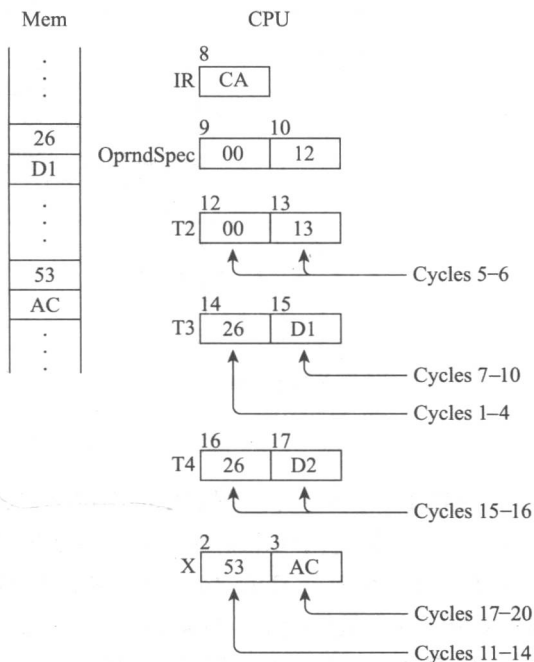 Mem
CPU
.
.
.
26
D1
.
.
.
53
AC
.
.
.
8
IR CA
9 10
OprndSpec 00 12
12 13
T2 00 13
Cycles 5–6
14 15
T3 26 D1
Cycles 7–10
Cycles 1–4
16 17
T4 26 D2
Cycles 15–16
2 3
X 53 AC
Cycles 17–20
Cycles 11–14